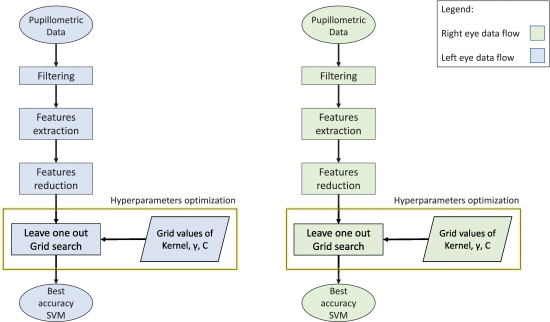 Pupillometric
Data
Filtering
Features
extraction
Features
reduction
Hyperparameters optimization
Leave one out
Grid search
Grid values of
Kernel, γ, C
Best
accuracy
SVM
Pupillometric
Data
Filtering
Features
extraction
Features
reduction
Hyperparameters optimization
Leave one out
Grid search
Grid values of
Kernel, γ, C
Best
accuracy
SVM
Legend:
Right eye data flow
Left eye data flow